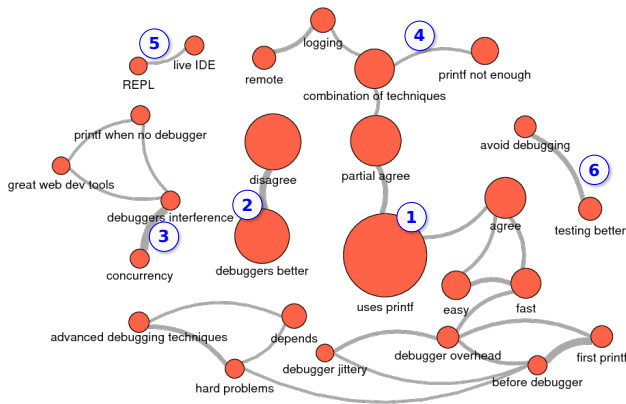 logging
5
4
live IDE
REPL
remote
printf not enough
combination of techniques
printf when no debugger
avoid debugging
disagree
partial agree
6
great web dev tools
2
debuggers interference
1
agree
testing better
3
concurrency
debuggers better
uses printf
easy
fast
advanced debugging techniques
depends
debugger overhead
first printf
debugger jittery
hard problems
before debugger